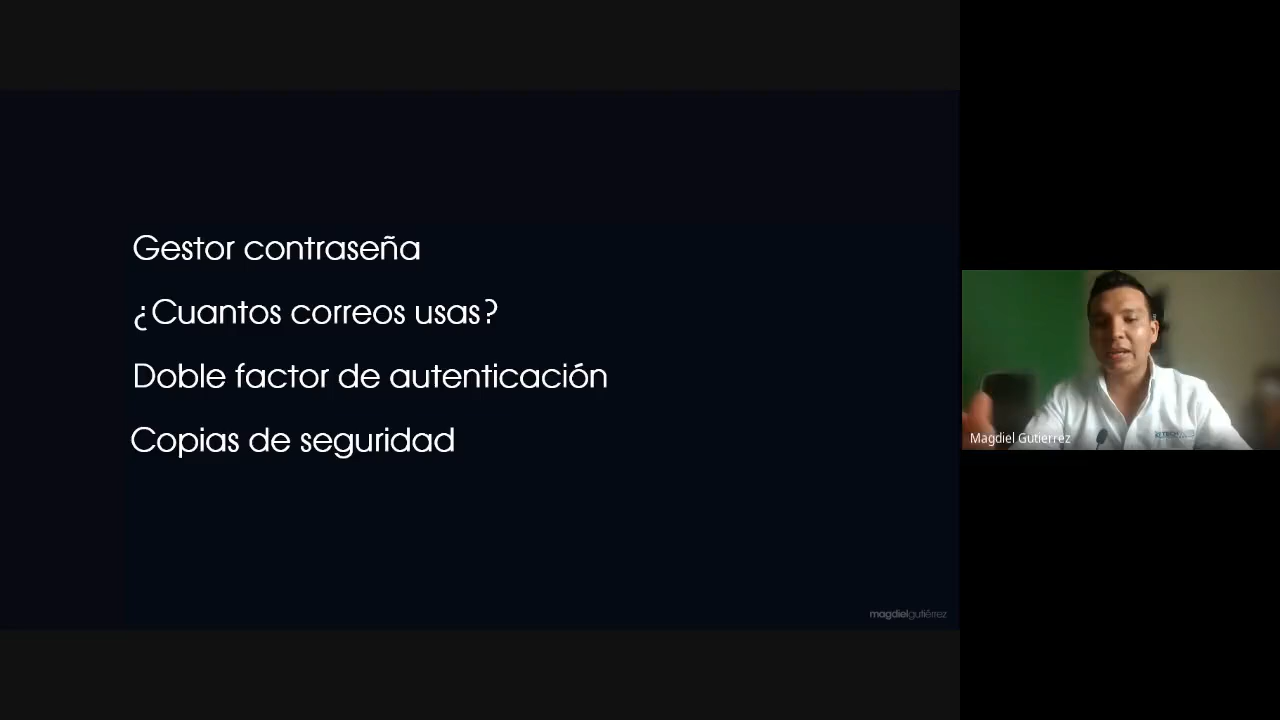 Gestor contraseña
¿Cuantos correos usas?
Doble factor de autenticación
Copias de seguridad
magdielgutiérrez
Magdiel Gutierrez